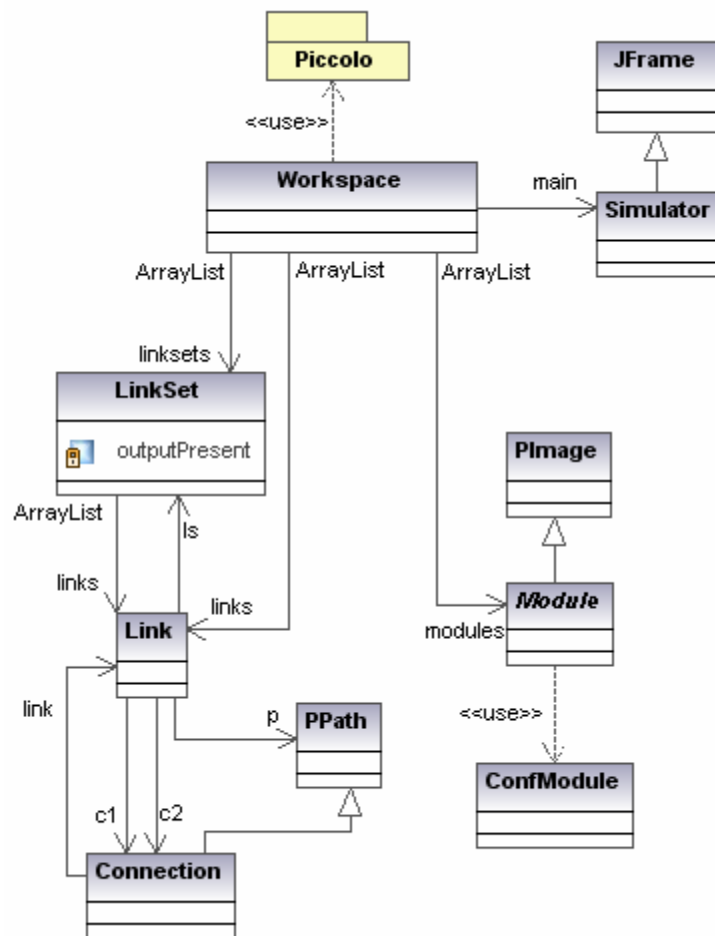 Piccolo
JFrame
<<use>>
Workspace
main
Simulator
ArrayList
ArrayList
ArrayList
linksets
LinkSet
outputPresent
PImage
ArrayList
ls
links
links
Module
modules
Link
link
p
PPath
<<use>>
ConfModule
c1
c2
Connection